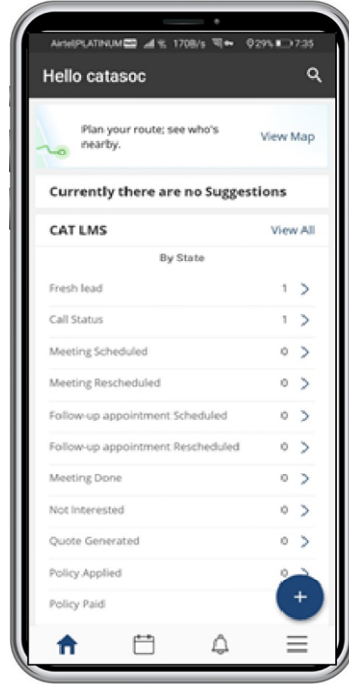 Airtel|PLATINUM 170B/s 29% 7:35
Hello catasoc
Plan your route; see who's
nearby.
View Map
Currently there are no Suggestions
CAT LMS View All
By State
Fresh lead 1
Call Status 1
Meeting Scheduled 0
Meeting Rescheduled 0
Follow-up appointment Scheduled 0
Follow-up appointment Rescheduled 0
Meeting Done 0
Not Interested 0
Quote Generated 0
Policy Applied 0
Policy Paid